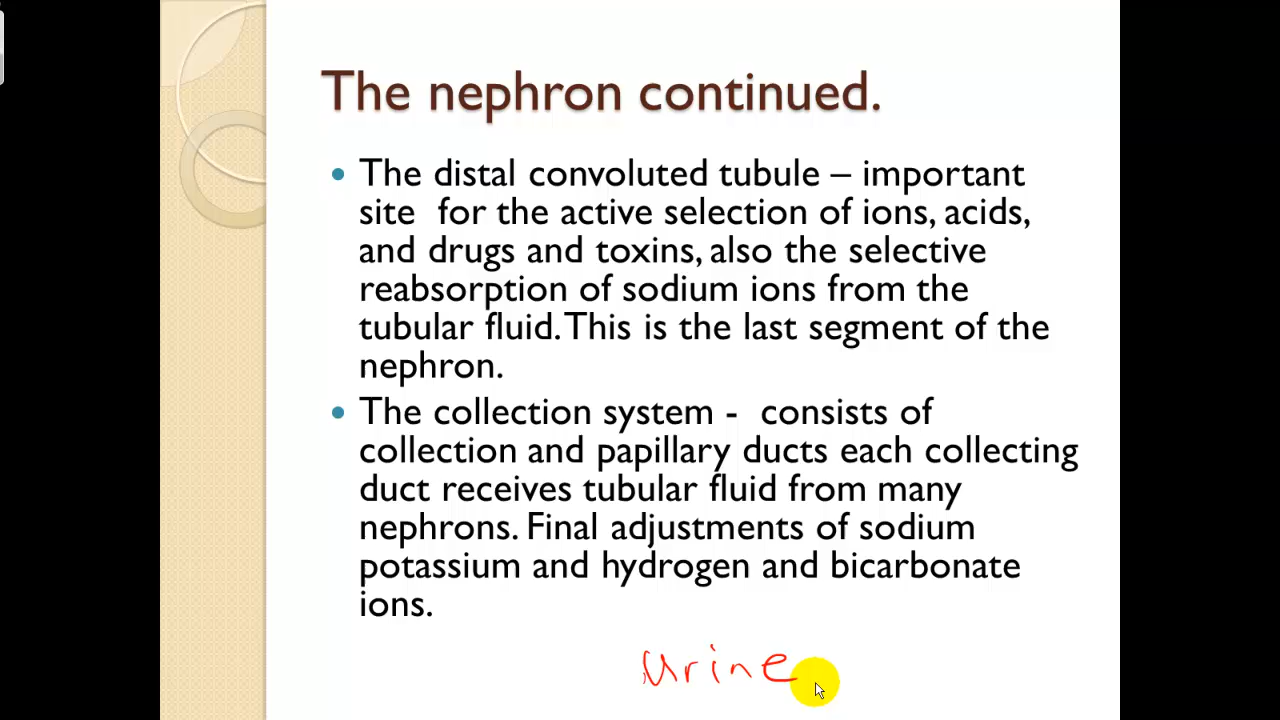 The nephron continued.
• The distal convoluted tubule – important
site for the active selection of ions, acids,
and drugs and toxins, also the selective
reabsorption of sodium ions from the
tubular fluid. This is the last segment of the
nephron.
• The collection system - consists of
collection and papillary ducts each collecting
duct receives tubular fluid from many
nephrons. Final adjustments of sodium
potassium and hydrogen and bicarbonate
ions.
urine